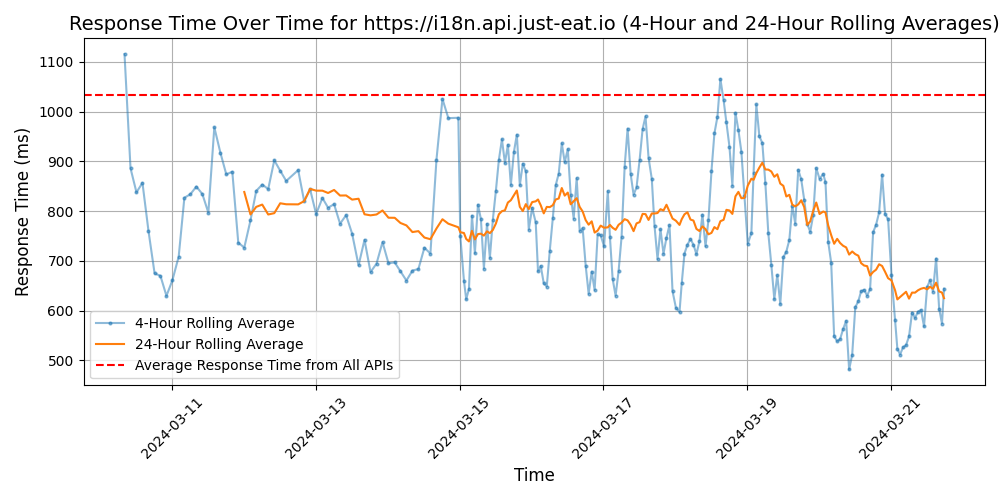 Response Time Over Time for https://i18n.api.just-eat.io (4-Hour and 24-Hour Rolling Averages)
Response Time (ms)
1100
1000
900
800
700
600
500
4-Hour Rolling Average
24-Hour Rolling Average
Average Response Time from All APIs
2024-03-11
2024-03-13
2024-03-15
2024-03-17
2024-03-19
2024-03-21
Time